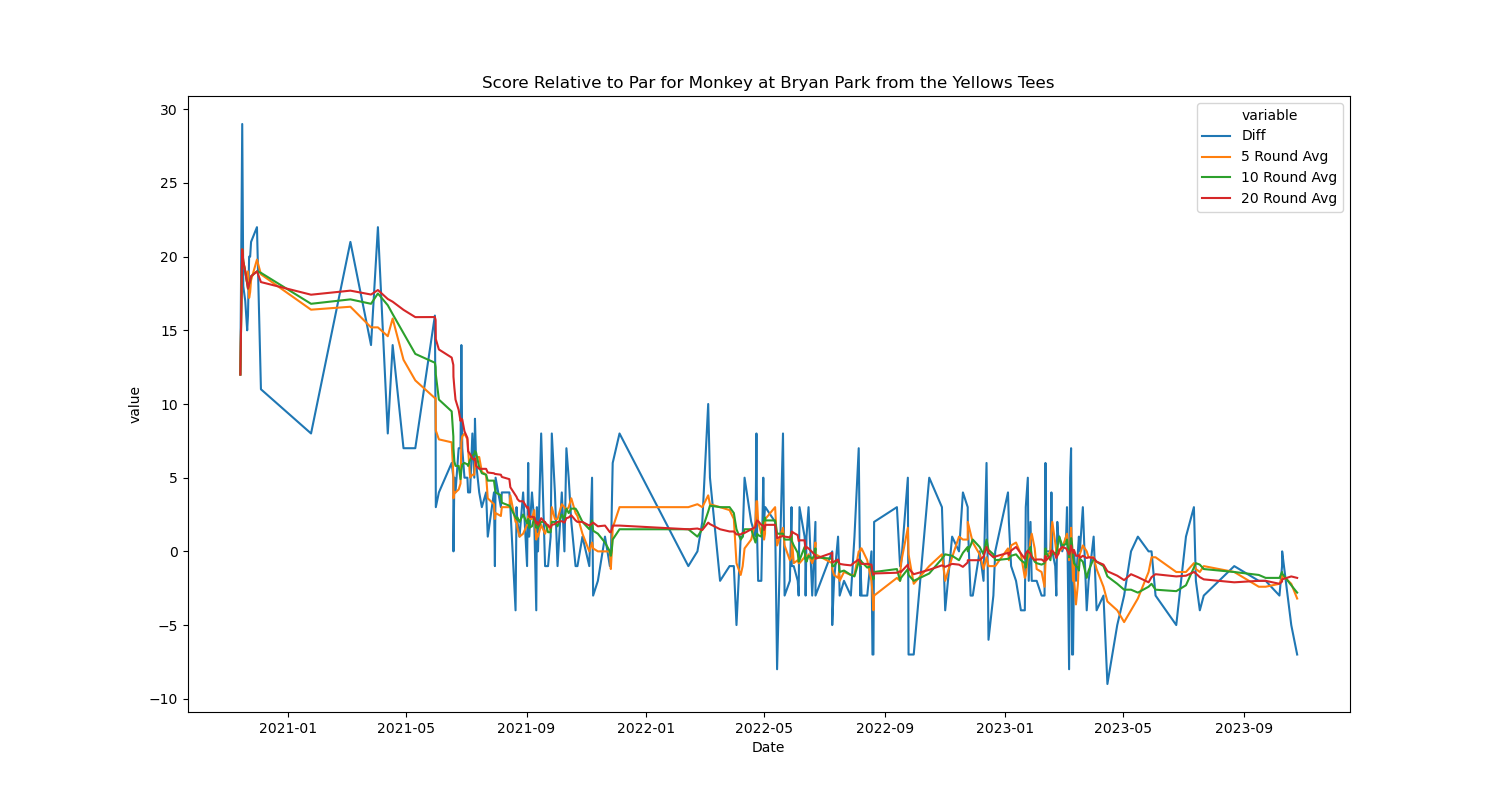 Score Relative to Par for Monkey at Bryan Park from the Yellows Tees
variable
Diff
5 Round Avg
10 Round Avg
20 Round Avg
value
30
25
20
15
10
5
0
−5
−10
2021-01
2021-05
2021-09
2022-01
2022-05
2022-09
2023-01
2023-05
2023-09
Date